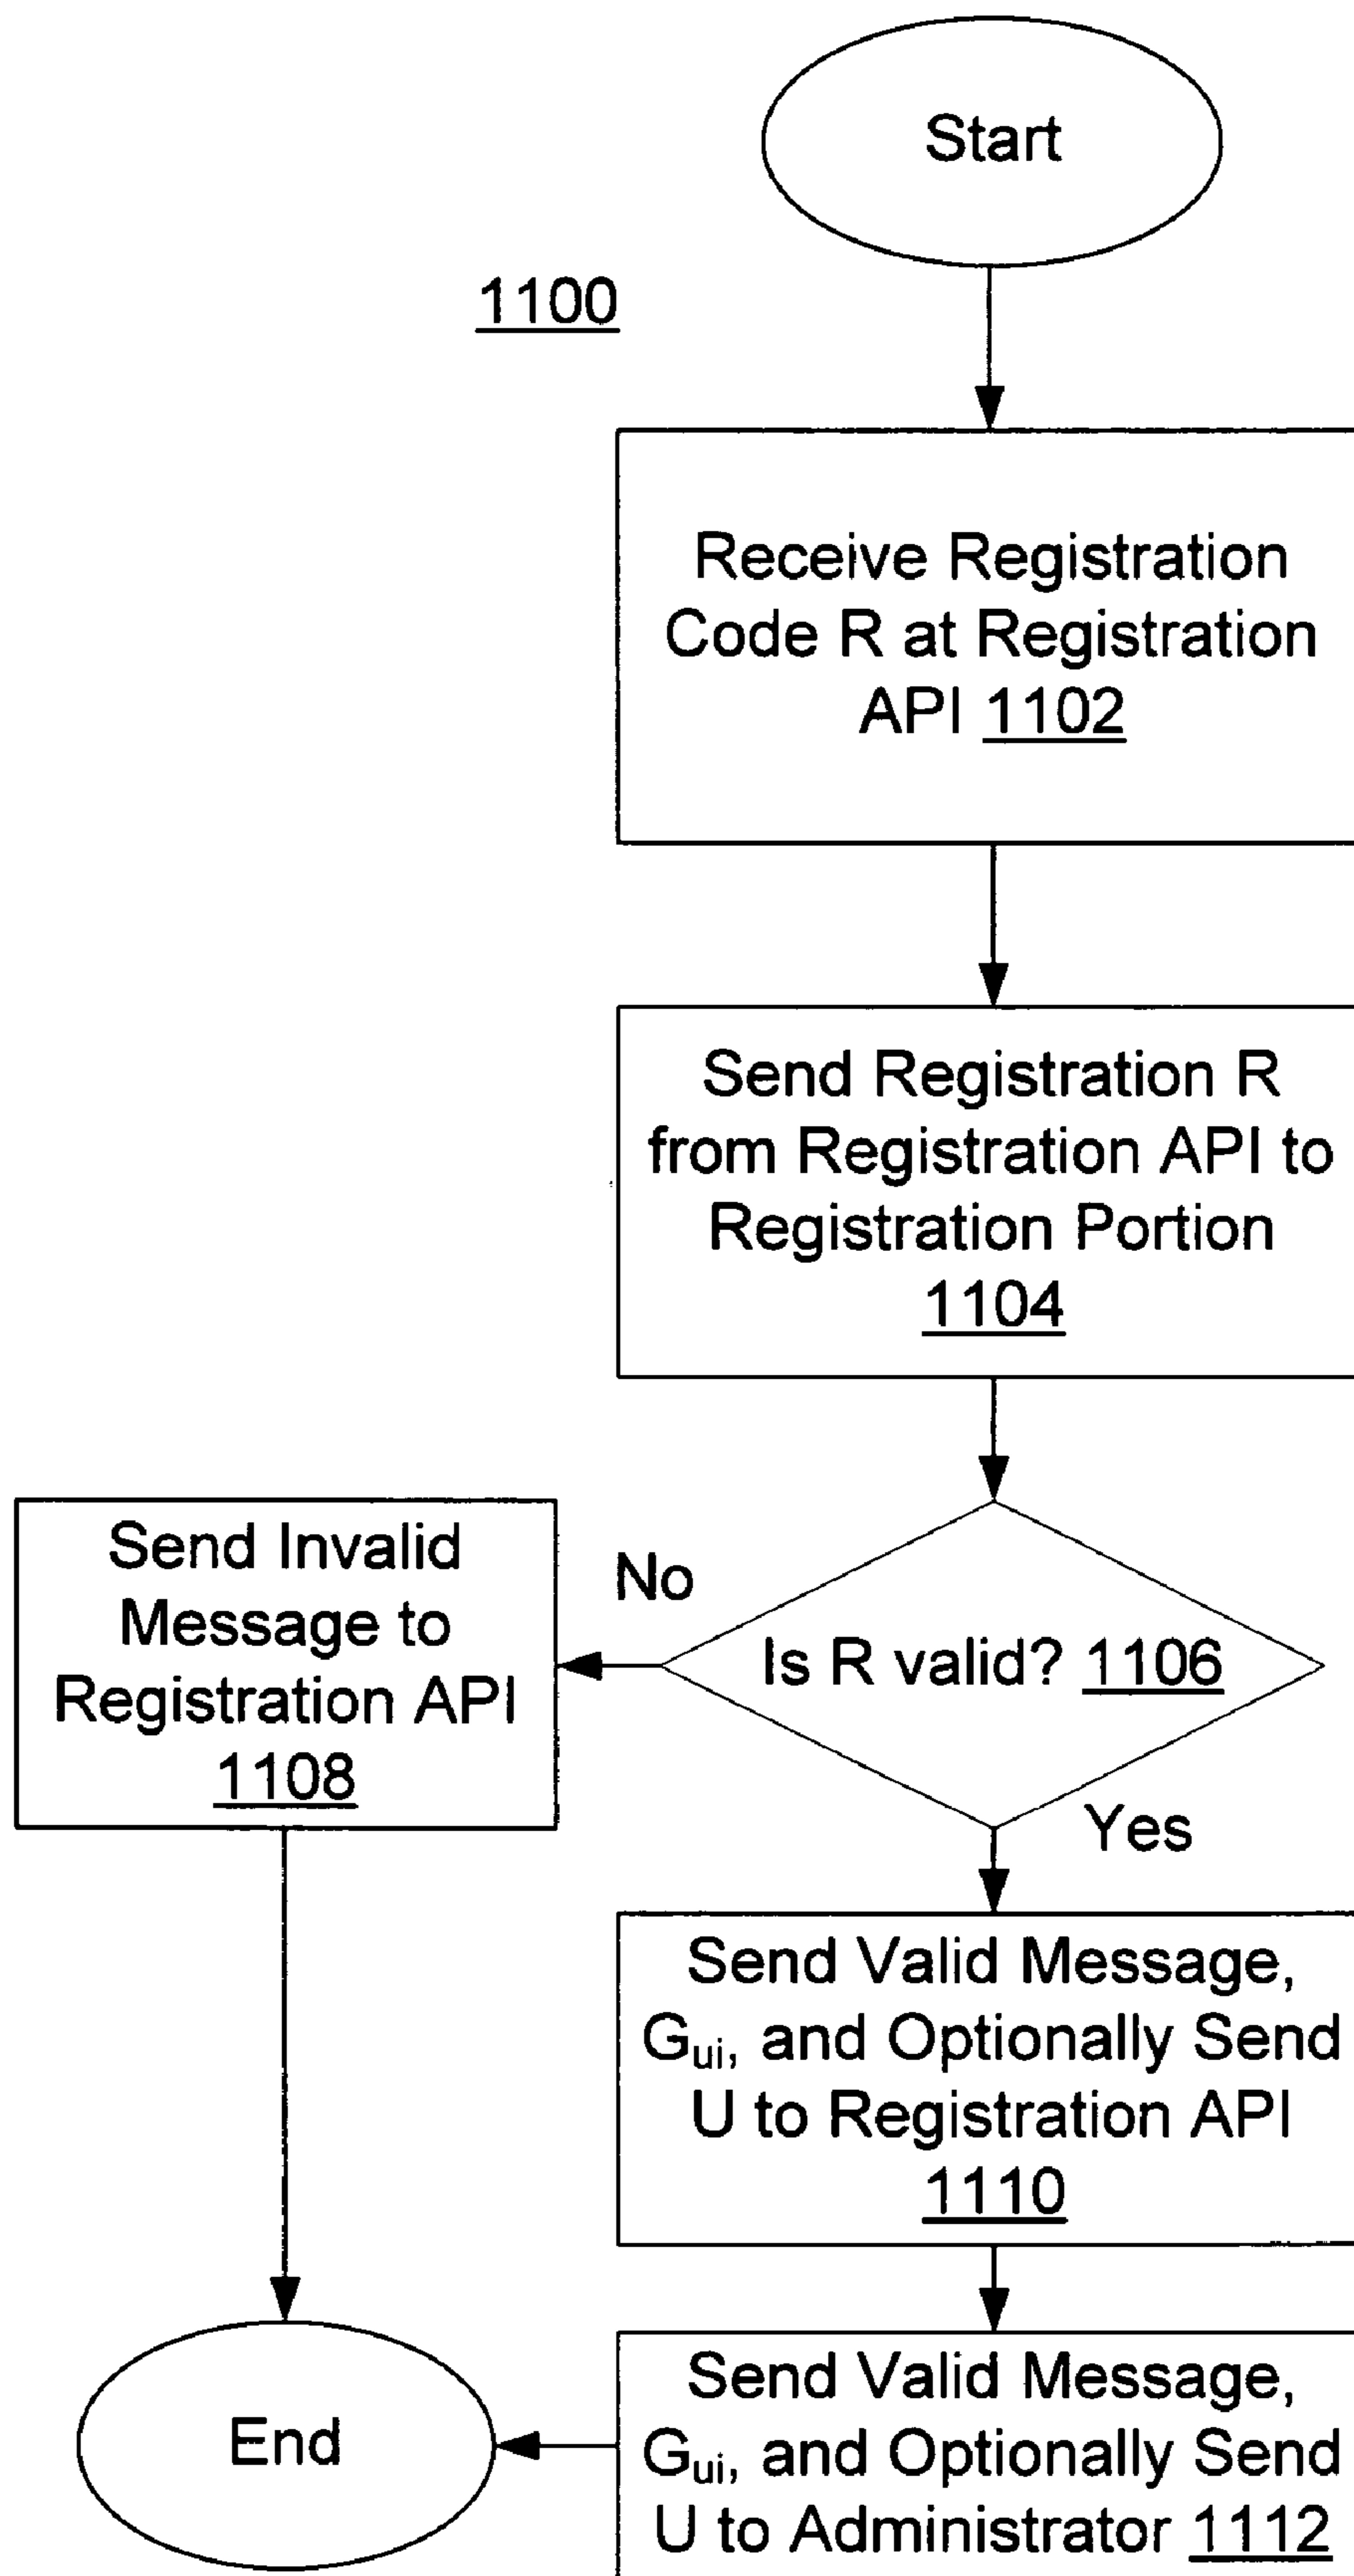 Start
1100
Receive Registration
Code R at Registration
API 1102
Send Registration R
from Registration API to
Registration Portion
1104
Send Invalid
Message to
Registration API
1108
No
Is R valid? 1106
Yes
Send Valid Message,
Gui, and Optionally Send
U to Registration API
1110
Send Valid Message,
Gui, and Optionally Send
U to Administrator 1112
End